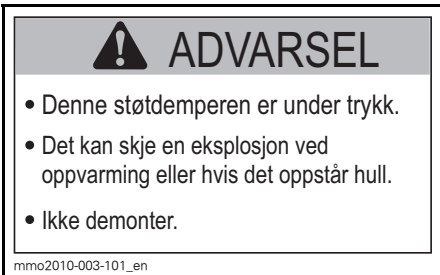 ADVARSEL
• Denne støtdemperen er under trykk.
• Det kan skje en eksplosjon ved
oppvarming eller hvis det oppstår hull.
• Ikke demonter.
mmo2010-003-101_en